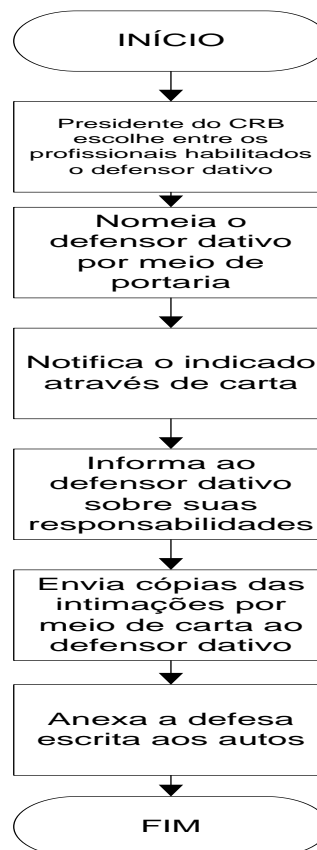 INÍCIO
Presidente do CRB
escolhe entre os
profissionais habilitados
o defensor dativo
Nomeia o
defensor dativo
por meio de
portaria
Notifica o indicado
através de carta
Informa ao
defensor dativo
sobre suas
responsabilidades
Envia cópias das
intimações por
meio de carta ao
defensor dativo
Anexa a defesa
escrita aos autos
FIM